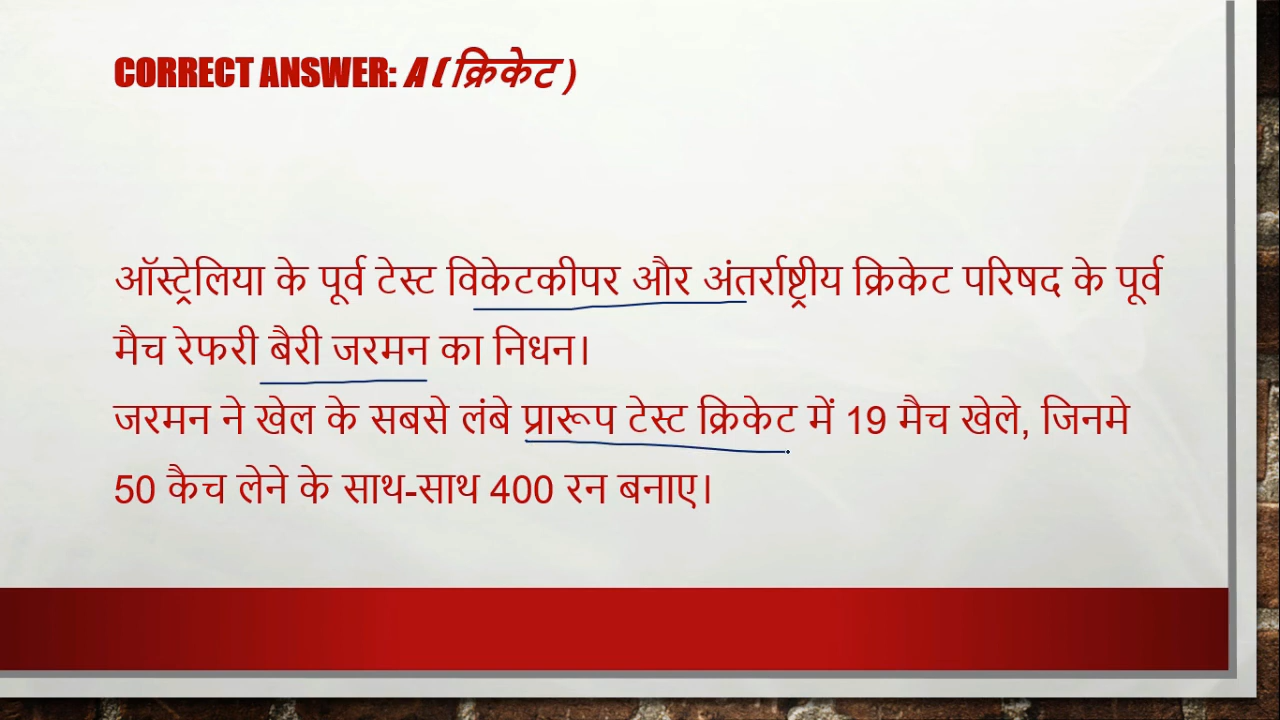 CORRECT ANSWER: A ( क्रिकेट )
ऑस्ट्रेलिया के पूर्व टेस्ट विकेटकीपर और अंतर्राष्ट्रीय क्रिकेट परिषद के पूर्व
मैच रेफरी बैरी जरमन का निधन।
जरमन ने खेल के सबसे लंबे प्रारूप टेस्ट क्रिकेट में 19 मैच खेले, जिनमे
50 कैच लेने के साथ-साथ 400 रन बनाए।